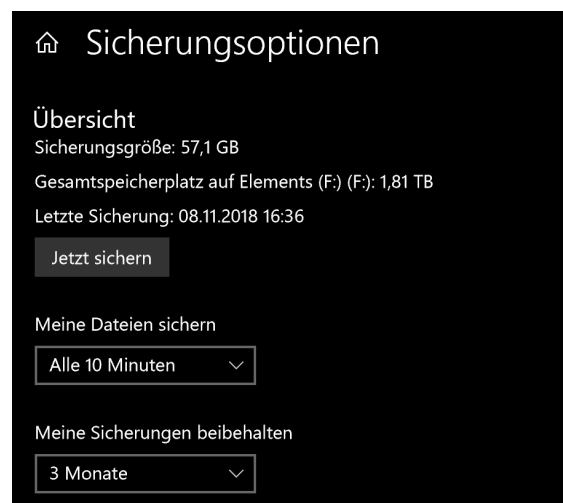 Sicherungsoptionen
Übersicht
Sicherungsgröße: 57,1 GB
Gesamtspeicherplatz auf Elements (F:) (F:): 1,81 TB
Letzte Sicherung: 08.11.2018 16:36
Jetzt sichern
Meine Dateien sichern
Alle 10 Minuten
Meine Sicherungen beibehalten
3 Monate